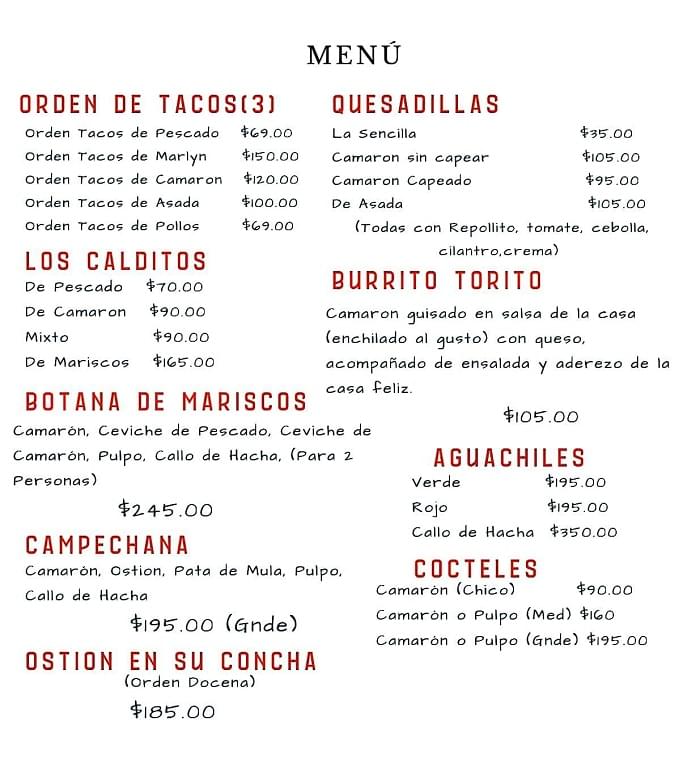 MENÚ
ORDEN DE TACOS(3)
Orden Tacos de Pescado $69.00
Orden Tacos de Marlyn $150.00
Orden Tacos de Camaron $120.00
Orden Tacos de Asada $100.00
Orden Tacos de Pollos $69.00
LOS CALDITOS
De Pescado $70.00
De Camaron $90.00
Mixto $90.00
De Mariscos $165.00
BOTANA DE MARISCOS
Camarón, Ceviche de Pescado, Ceviche de
Camarón, Pulpo, Callo de Hacha, (Para 2
Personas)
$245.00
CAMPECHANA
Camarón, Ostion, Pata de Mula, Pulpo,
Callo de Hacha
$195.00 (Gnde)
OSTION EN SU CONCHA
(Orden Docena)
$185.00
QUESADILLAS
La Sencilla $35.00
Camaron sin capear $105.00
Camaron Capeado $95.00
De Asada $105.00
(Todas con Repollito, tomate, cebolla,
cilantro,crema)
BURRITO TORITO
Camaron guisado en salsa de la casa
(enchilado al gusto) con queso,
acompañado de ensalada y aderezo de la
casa feliz.
$105.00
AGUACHILES
Verde $195.00
Rojo $195.00
Callo de Hacha $350.00
COCTELES
Camarón (Chico) $90.00
Camarón o Pulpo (Med) $160
Camarón o Pulpo (Gnde) $195.00